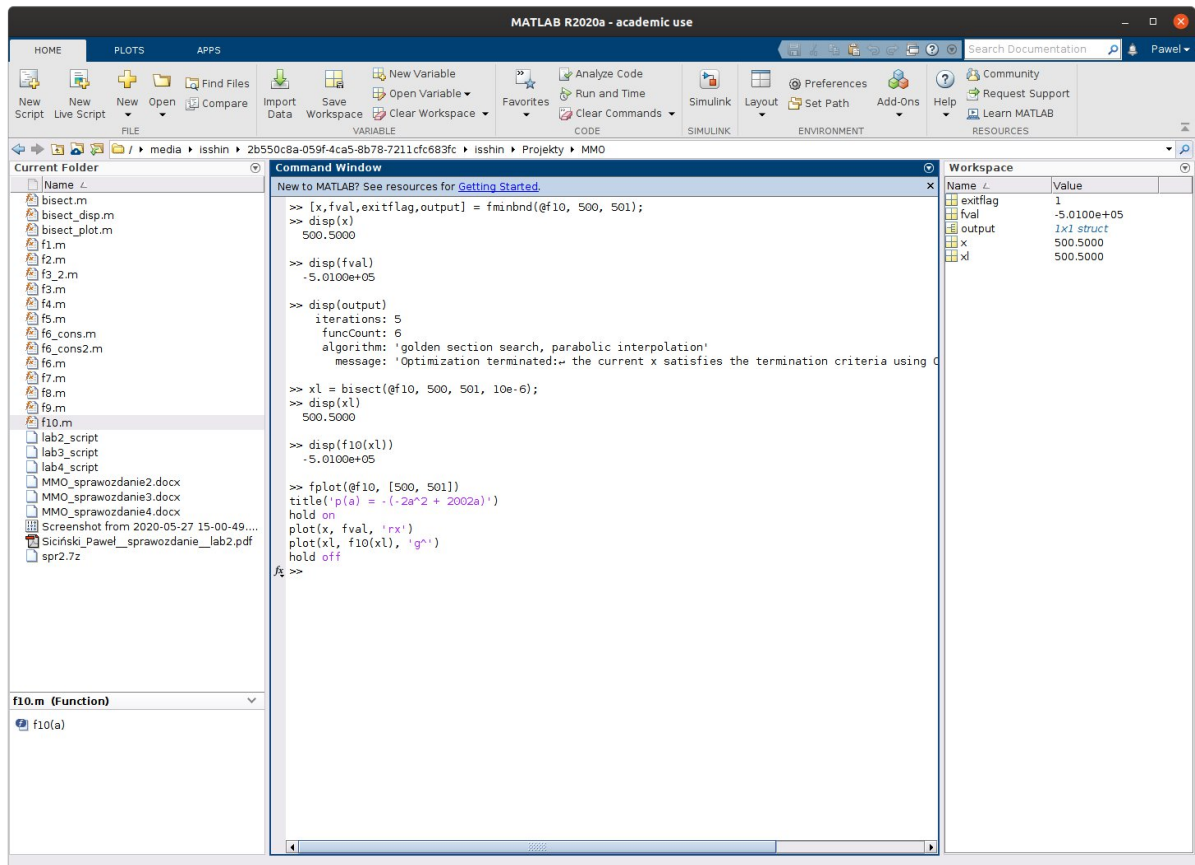 MATLAB R2020a - academic use
HOME PLOTS APPS
Search Documentation
Pawel
New Script
New Live Script
New
Open
Find Files
Compare
FILE
Import Data
Save Workspace
New Variable
Open Variable
Clear Workspace
VARIABLE
Favorites
Analyze Code
Run and Time
Clear Commands
CODE
Simulink
SIMULINK
Layout
Preferences
Set Path
Add-Ons
ENVIRONMENT
Help
Community
Request Support
Learn MATLAB
RESOURCES
/ media isshin 2b550c8a-059f-4ca5-8b78-7211cfc683fc isshin Projekty MMO
Current Folder
Name
bisect.m
bisect_disp.m
bisect_plot.m
f1.m
f2.m
f3_2.m
f3.m
f4.m
f5.m
f6_cons.m
f6_cons2.m
f6.m
f7.m
f8.m
f9.m
f10.m
lab2_script
lab3_script
lab4_script
MMO_sprawozdanie2.docx
MMO_sprawozdanie3.docx
MMO_sprawozdanie4.docx
Screenshot from 2020-05-27 15-00-49....
Siciński_Paweł__sprawozdanie__lab2.pdf
spr2.7z
f10.m (Function)
f10(a)
Command Window
New to MATLAB? See resources for Getting Started.
>> [x,fval,exitflag,output] = fminbnd(@f10, 500, 501);
>> disp(x)
500.5000
>> disp(fval)
-5.0100e+05
>> disp(output)
iterations: 5
funcCount: 6
algorithm: 'golden section search, parabolic interpolation'
message: 'Optimization terminated:↵ the current x satisfies the termination criteria using O
>> xl = bisect(@f10, 500, 501, 10e-6);
>> disp(xl)
500.5000
>> disp(f10(xl))
-5.0100e+05
>> fplot(@f10, [500, 501])
title('p(a) = -(-2a^2 + 2002a)')
hold on
plot(x, fval, 'rx')
plot(xl, f10(xl), 'g^')
hold off
fx >>
Workspace
Name Value
exitflag 1
fval -5.0100e+05
output 1x1 struct
x 500.5000
xl 500.5000